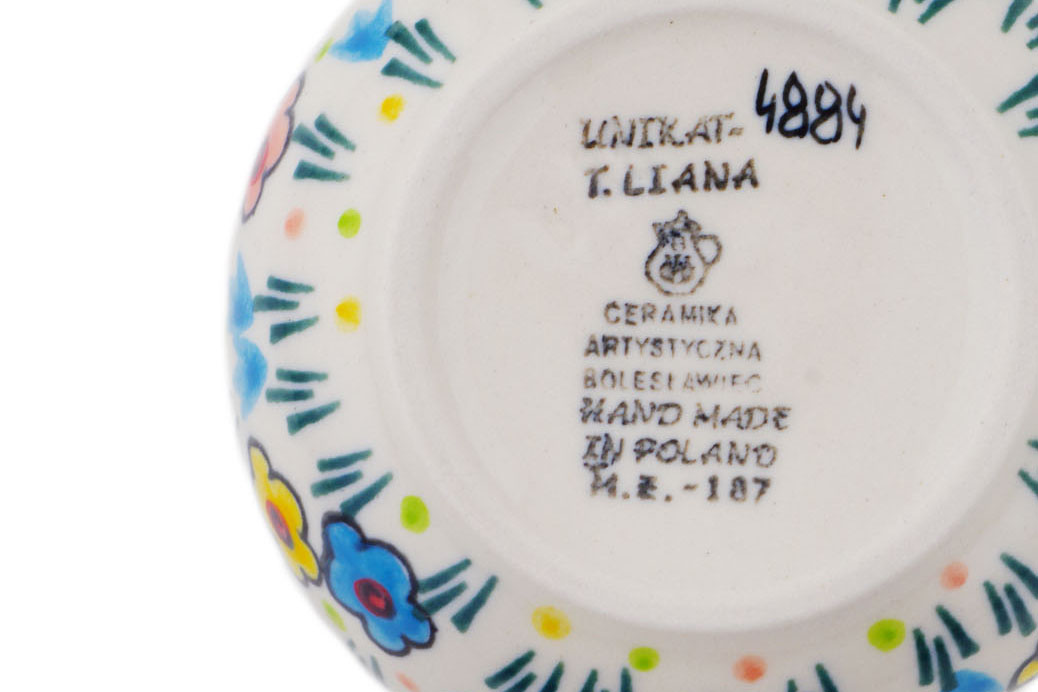 UNIKAT- 4884
T. LIANA
CERAMIKA
ARTYSTYCZNA
BOLESŁAWIEC
HAND MADE
IN POLAND
M.Z.-187